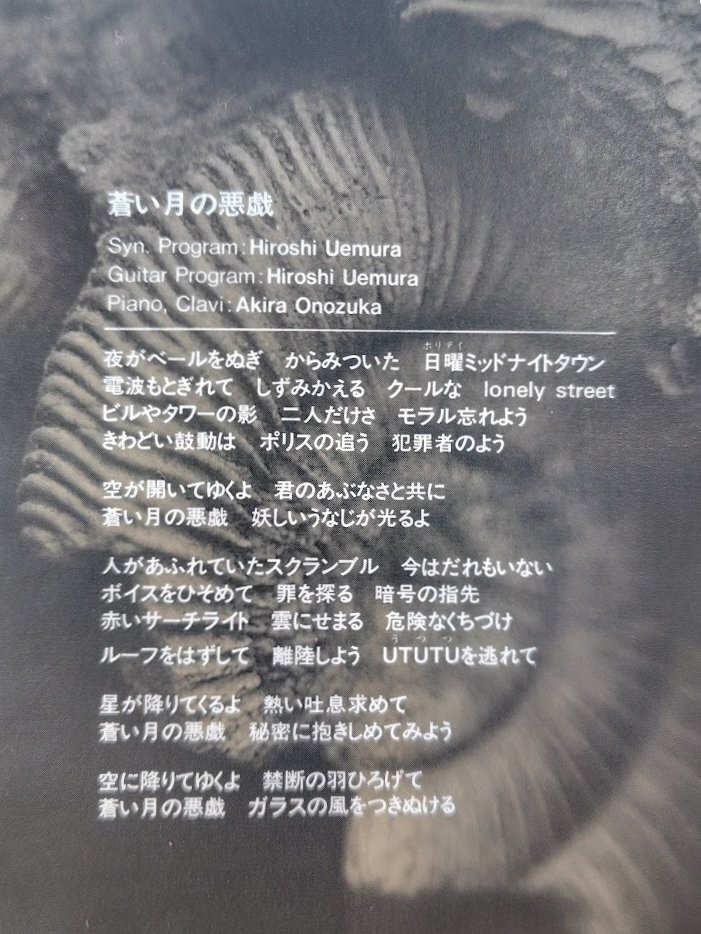 蒼い月の悪戯
Syn. Program: Hiroshi Uemura
Guitar Program: Hiroshi Uemura
Piano, Clavi: Akira Onozuka
夜がベールをぬぎ　からみついた　日曜ミッドナイトタウン
ホリデイ
電波もとぎれて　しずみかえる　クールな　lonely street
ビルやタワーの影　二人だけさ　モラル忘れよう
きわどい鼓動は　ポリスの追う　犯罪者のよう
空が開いてゆくよ　君のあぶなさと共に
蒼い月の悪戯　妖しいうなじが光るよ
人があふれていたスクランブル　今はだれもいない
ボイスをひそめて　罪を探る　暗号の指先
赤いサーチライト　雲にせまる　危険なくちづけ
ルーフをはずして　離陸しよう　UTUTUを逃れて
うつつ
星が降りてくるよ　熱い吐息求めて
蒼い月の悪戯　秘密に抱きしめてみよう
空に降りてゆくよ　禁断の羽ひろげて
蒼い月の悪戯　ガラスの風をつきぬける